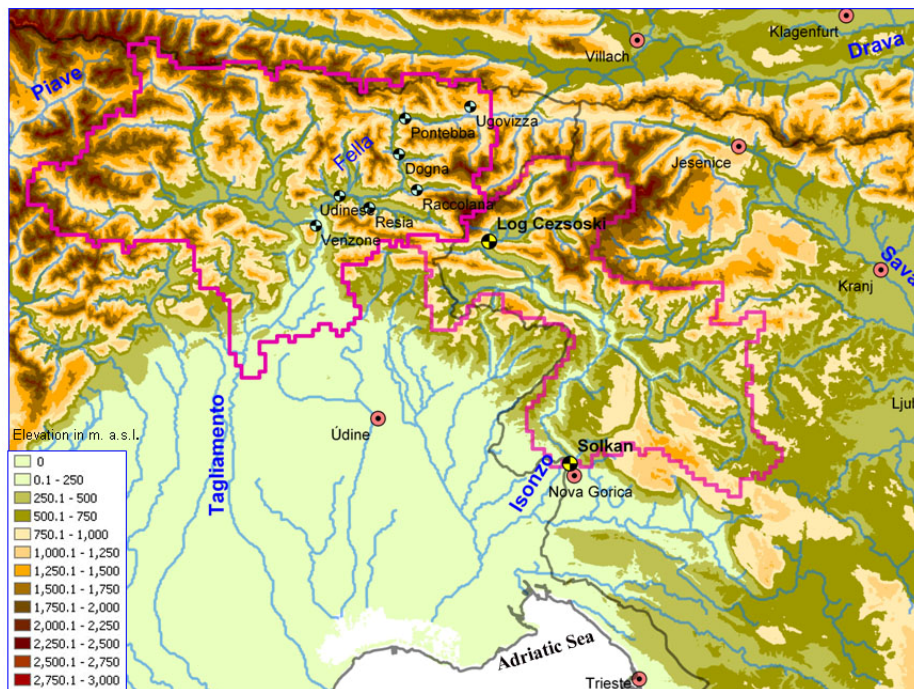 Klagenfurt
Villach
Drava
Piave
Ugovizza
Pontebba
Fella
Jesenice
Dogna
Raccolana
Udinese
Resia
Venzone
Log Cezsoski
Sava
Kranj
Tagliamento
Údine
Ljut
Elevation in m. a.s.l.
Solkan
Isonzo
Nova Gorica
0
0.1 - 250
250.1 - 500
500.1 - 750
750.1 - 1,000
1,000.1 - 1,250
1,250.1 - 1,500
1,500.1 - 1,750
1,750.1 - 2,000
2,000.1 - 2,250
2,250.1 - 2,500
2,500.1 - 2,750
2,750.1 - 3,000
Adriatic Sea
Trieste